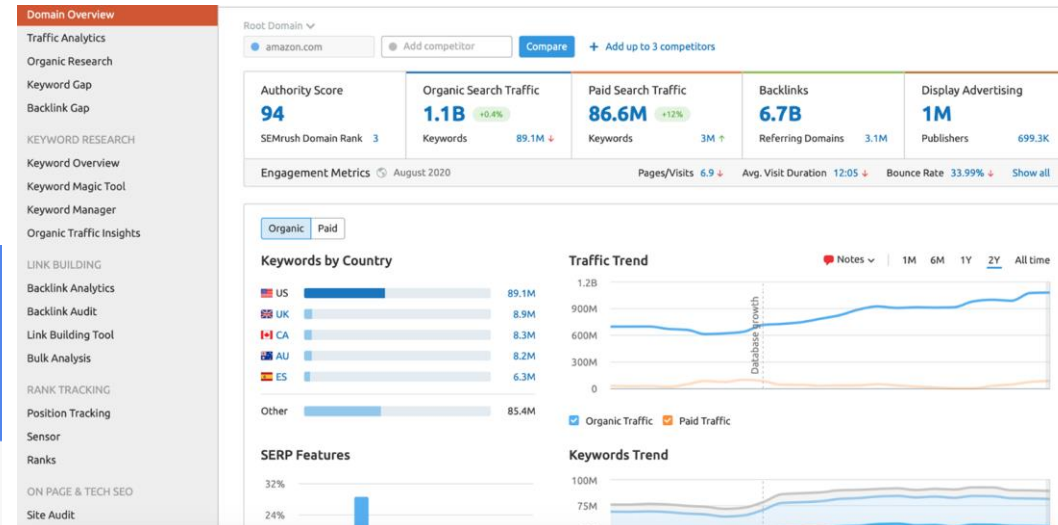 Domain Overview
Traffic Analytics
Organic Research
Keyword Gap
Backlink Gap
KEYWORD RESEARCH
Keyword Overview
Keyword Magic Tool
Keyword Manager
Organic Traffic Insights
LINK BUILDING
Backlink Analytics
Backlink Audit
Link Building Tool
Bulk Analysis
RANK TRACKING
Position Tracking
Sensor
Ranks
ON PAGE & TECH SEO
Site Audit
Root Domain
amazon.com Add competitor Compare + Add up to 3 competitors
Authority Score
94
SEMrush Domain Rank 3
Organic Search Traffic
1.1B +0.4%
Keywords 89.1M ↓
Paid Search Traffic
86.6M +12%
Keywords 3M ↑
Backlinks
6.7B
Referring Domains 3.1M
Display Advertising
1M
Publishers 699.3K
Engagement Metrics August 2020 Pages/Visits 6.9 ↓ Avg. Visit Duration 12:05 ↓ Bounce Rate 33.99% ↓ Show all
Organic Paid
Keywords by Country
US 89.1M
UK 8.9M
CA 8.3M
AU 8.2M
ES 6.3M
Other 85.4M
Traffic Trend Notes 1M 6M 1Y 2Y All time
1.2B
900M
600M
300M
0
Database growth
Organic Traffic Paid Traffic
SERP Features
32%
24%
Keywords Trend
100M
75M